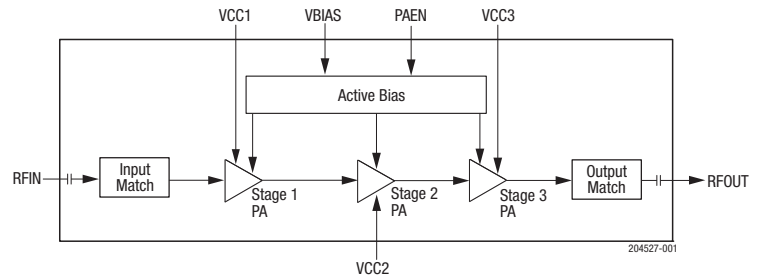 VCC1
VBIAS
PAEN
VCC3
Active Bias
RFIN
Input
Match
Stage 1
PA
Stage 2
PA
Stage 3
PA
Output
Match
RFOUT
204527-001
VCC2